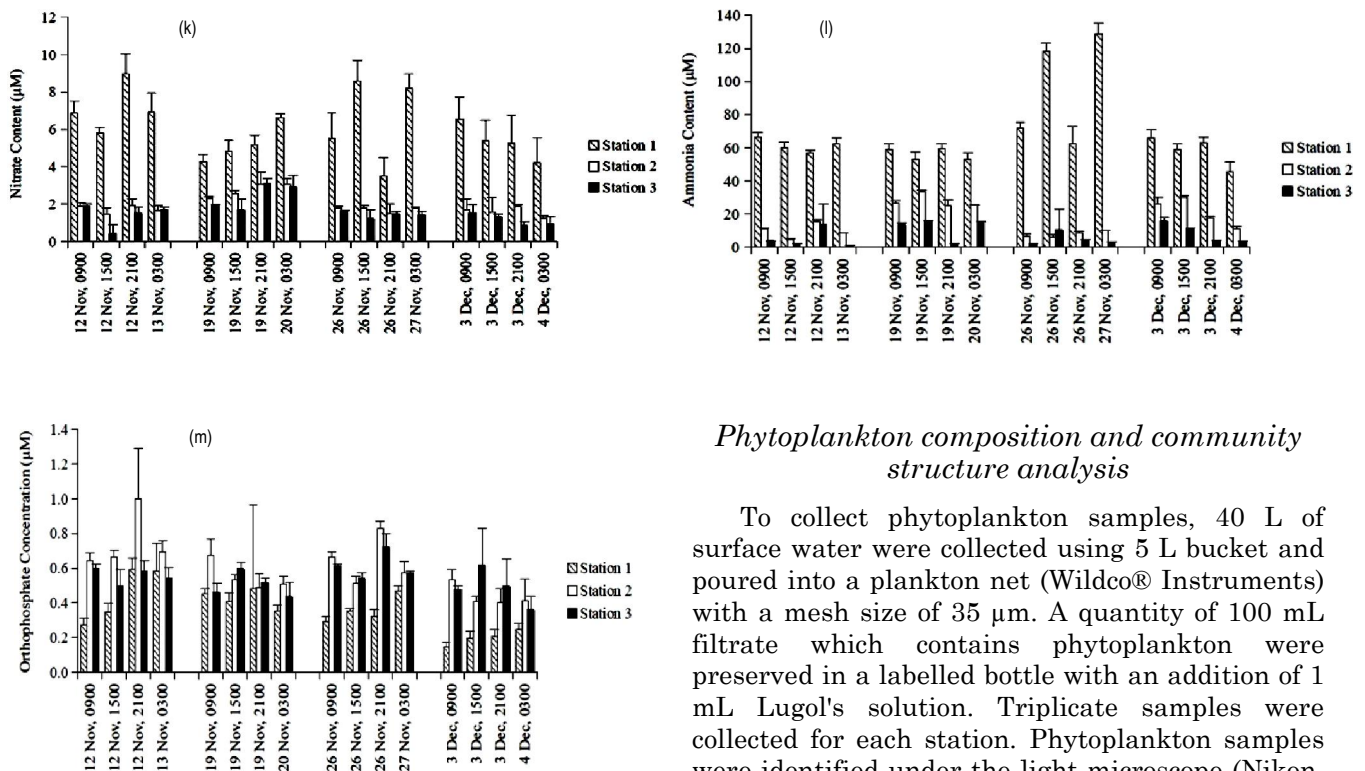 (k)
Nitrate Content (µM)
12
10
8
6
4
2
0
12 Nov, 0900
12 Nov, 1500
12 Nov, 2100
13 Nov, 0300
19 Nov, 0900
19 Nov, 1500
19 Nov, 2100
20 Nov, 0300
26 Nov, 0900
26 Nov, 1500
26 Nov, 2100
27 Nov, 0300
3 Dec, 0900
3 Dec, 1500
3 Dec, 2100
4 Dec, 0300
Station 1
Station 2
Station 3
(l)
Ammonia Content (µM)
140
120
100
80
60
40
20
0
12 Nov, 0900
12 Nov, 1500
12 Nov, 2100
13 Nov, 0300
19 Nov, 0900
19 Nov, 1500
19 Nov, 2100
20 Nov, 0300
26 Nov, 0900
26 Nov, 1500
26 Nov, 2100
27 Nov, 0300
3 Dec, 0900
3 Dec, 1500
3 Dec, 2100
4 Dec, 0300
Station 1
Station 2
Station 3
(m)
Orthophosphate Concentration (µM)
1.4
1.2
1.0
0.8
0.6
0.4
0.2
0.0
12 Nov, 0900
12 Nov, 1500
12 Nov, 2100
13 Nov, 0300
19 Nov, 0900
19 Nov, 1500
19 Nov, 2100
20 Nov, 0300
26 Nov, 0900
26 Nov, 1500
26 Nov, 2100
27 Nov, 0300
3 Dec, 0900
3 Dec, 1500
3 Dec, 2100
4 Dec, 0300
Station 1
Station 2
Station 3
Phytoplankton composition and community
structure analysis
To collect phytoplankton samples, 40 L of
surface water were collected using 5 L bucket and
poured into a plankton net (Wildco® Instruments)
with a mesh size of 35 µm. A quantity of 100 mL
filtrate which contains phytoplankton were
preserved in a labelled bottle with an addition of 1
mL Lugol's solution. Triplicate samples were
collected for each station. Phytoplankton samples
were identified under the light microscope (Nikon,